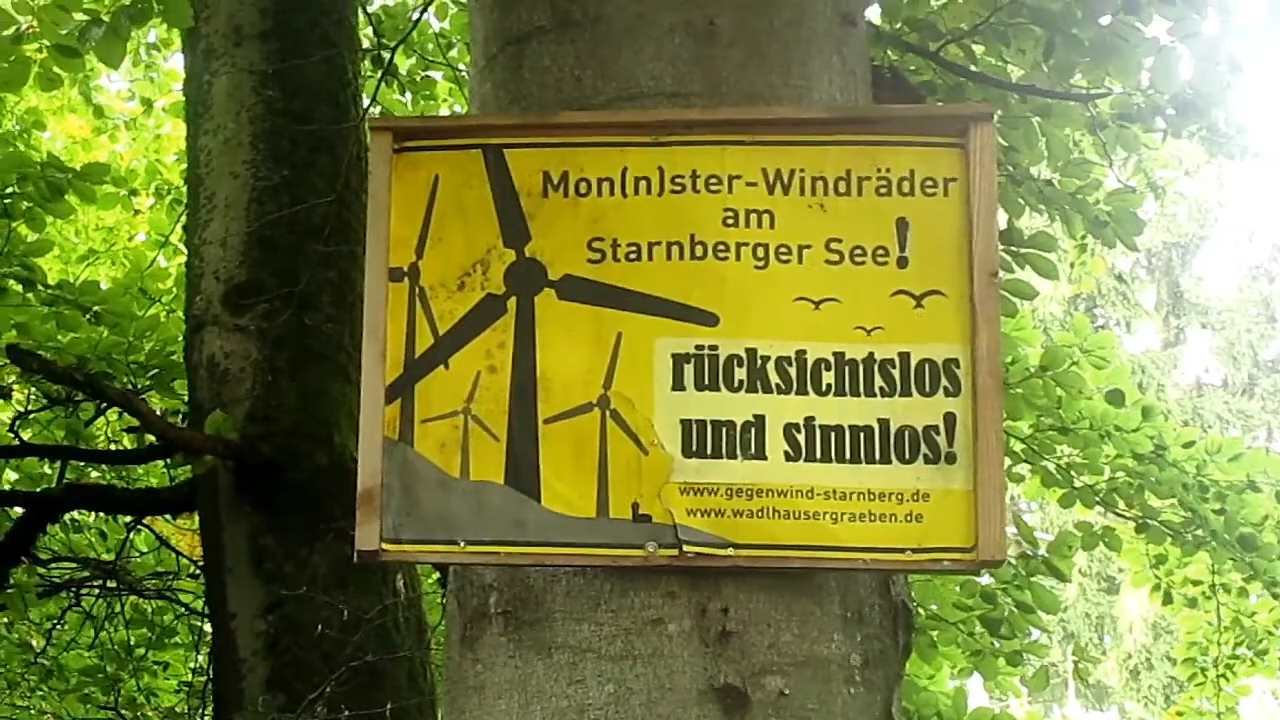 Mon(n)ster-Windräder
am
Starnberger See!
rücksichtslos
und sinnlos!
www.gegenwind-starnberg.de
www.wadlhausergraeben.de